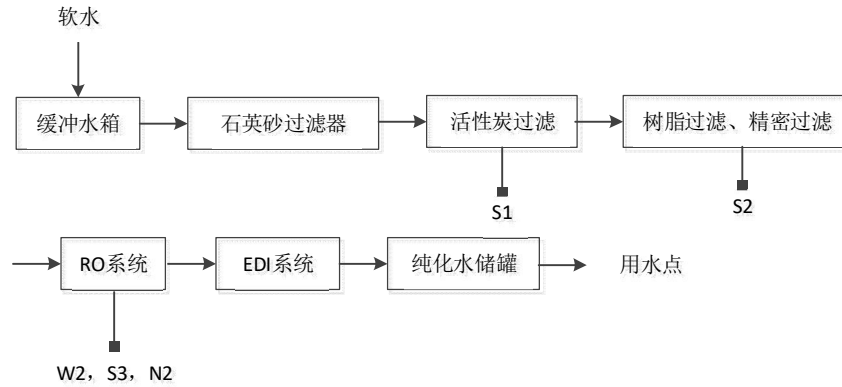 软水
缓冲水箱
石英砂过滤器
活性炭过滤
树脂过滤、精密过滤
S1
S2
RO系统
EDI系统
纯化水储罐
用水点
W2，S3，N2